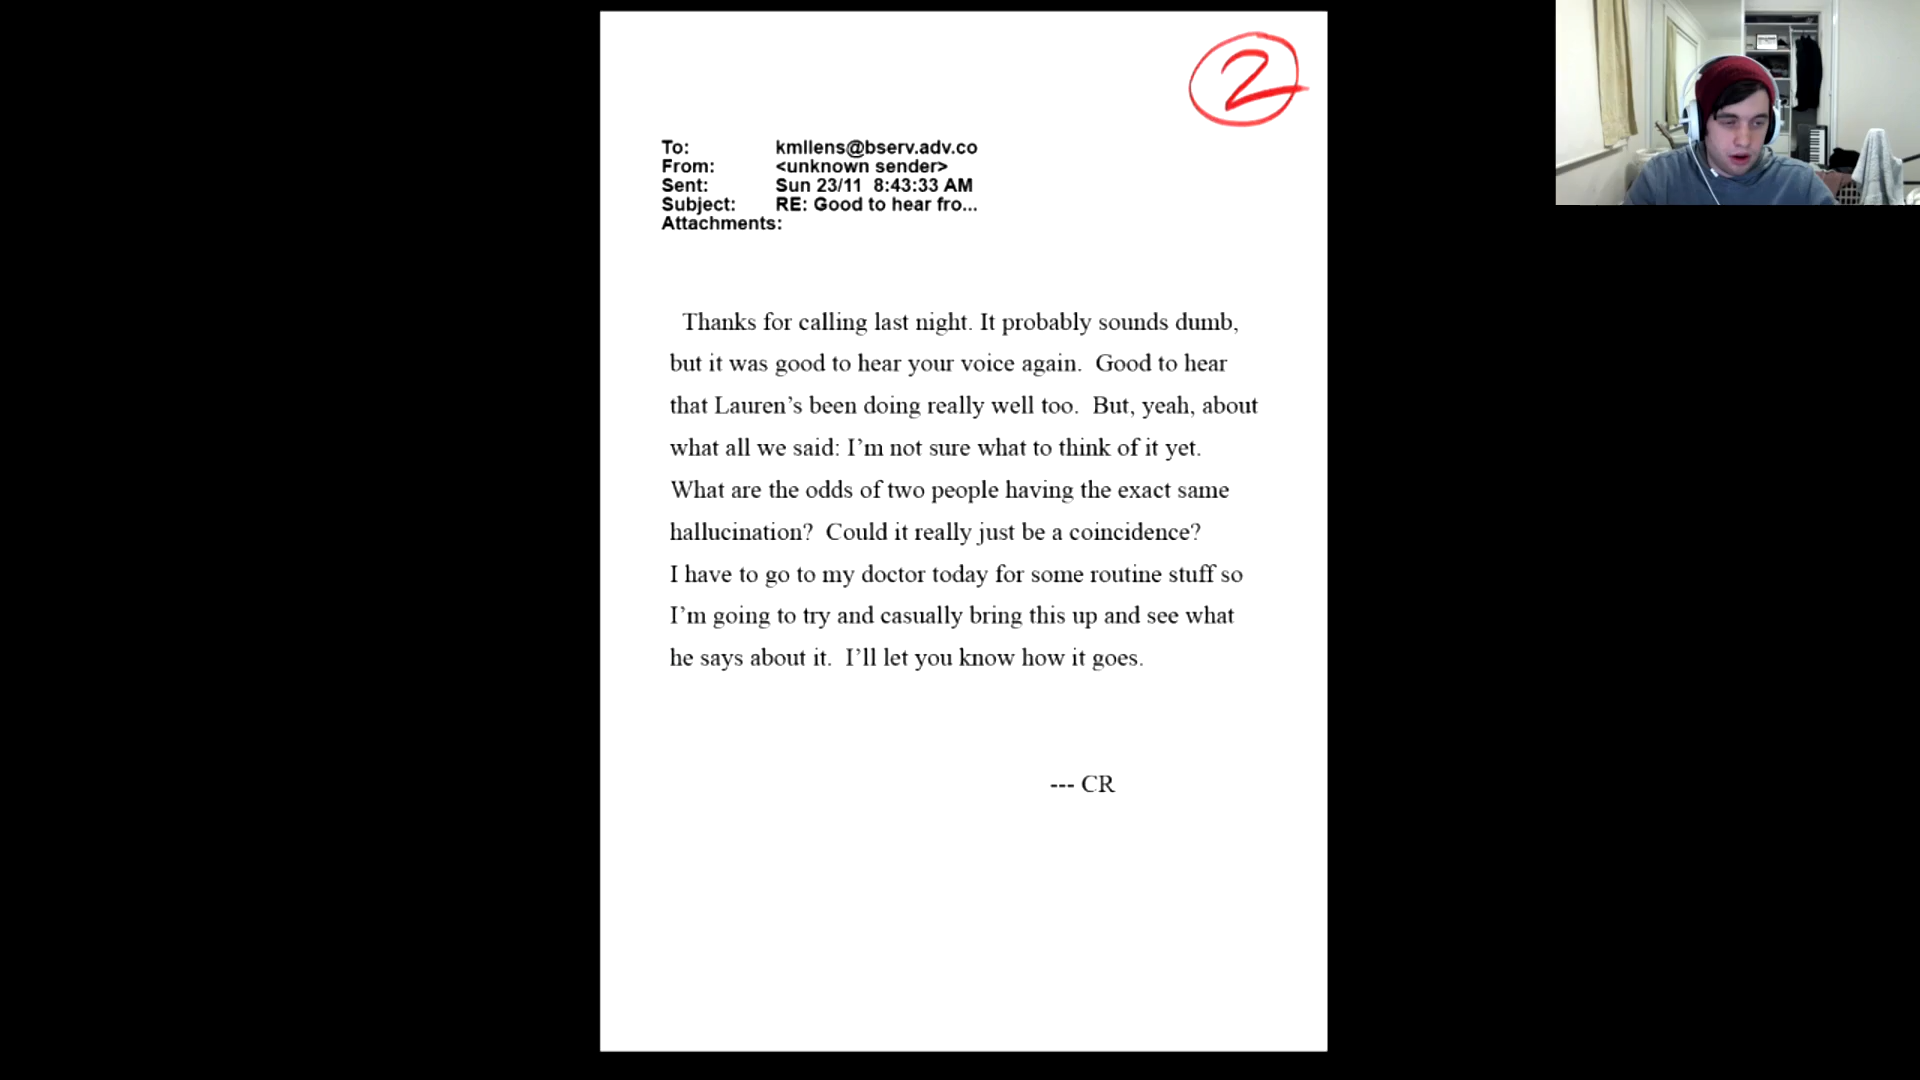 2
To: kmllens@bserv.adv.co
From: <unknown sender>
Sent: Sun 23/11 8:43:33 AM
Subject: RE: Good to hear fro...
Attachments:
Thanks for calling last night. It probably sounds dumb,
but it was good to hear your voice again. Good to hear
that Lauren’s been doing really well too. But, yeah, about
what all we said: I’m not sure what to think of it yet.
What are the odds of two people having the exact same
hallucination? Could it really just be a coincidence?
I have to go to my doctor today for some routine stuff so
I’m going to try and casually bring this up and see what
he says about it. I’ll let you know how it goes.
--- CR